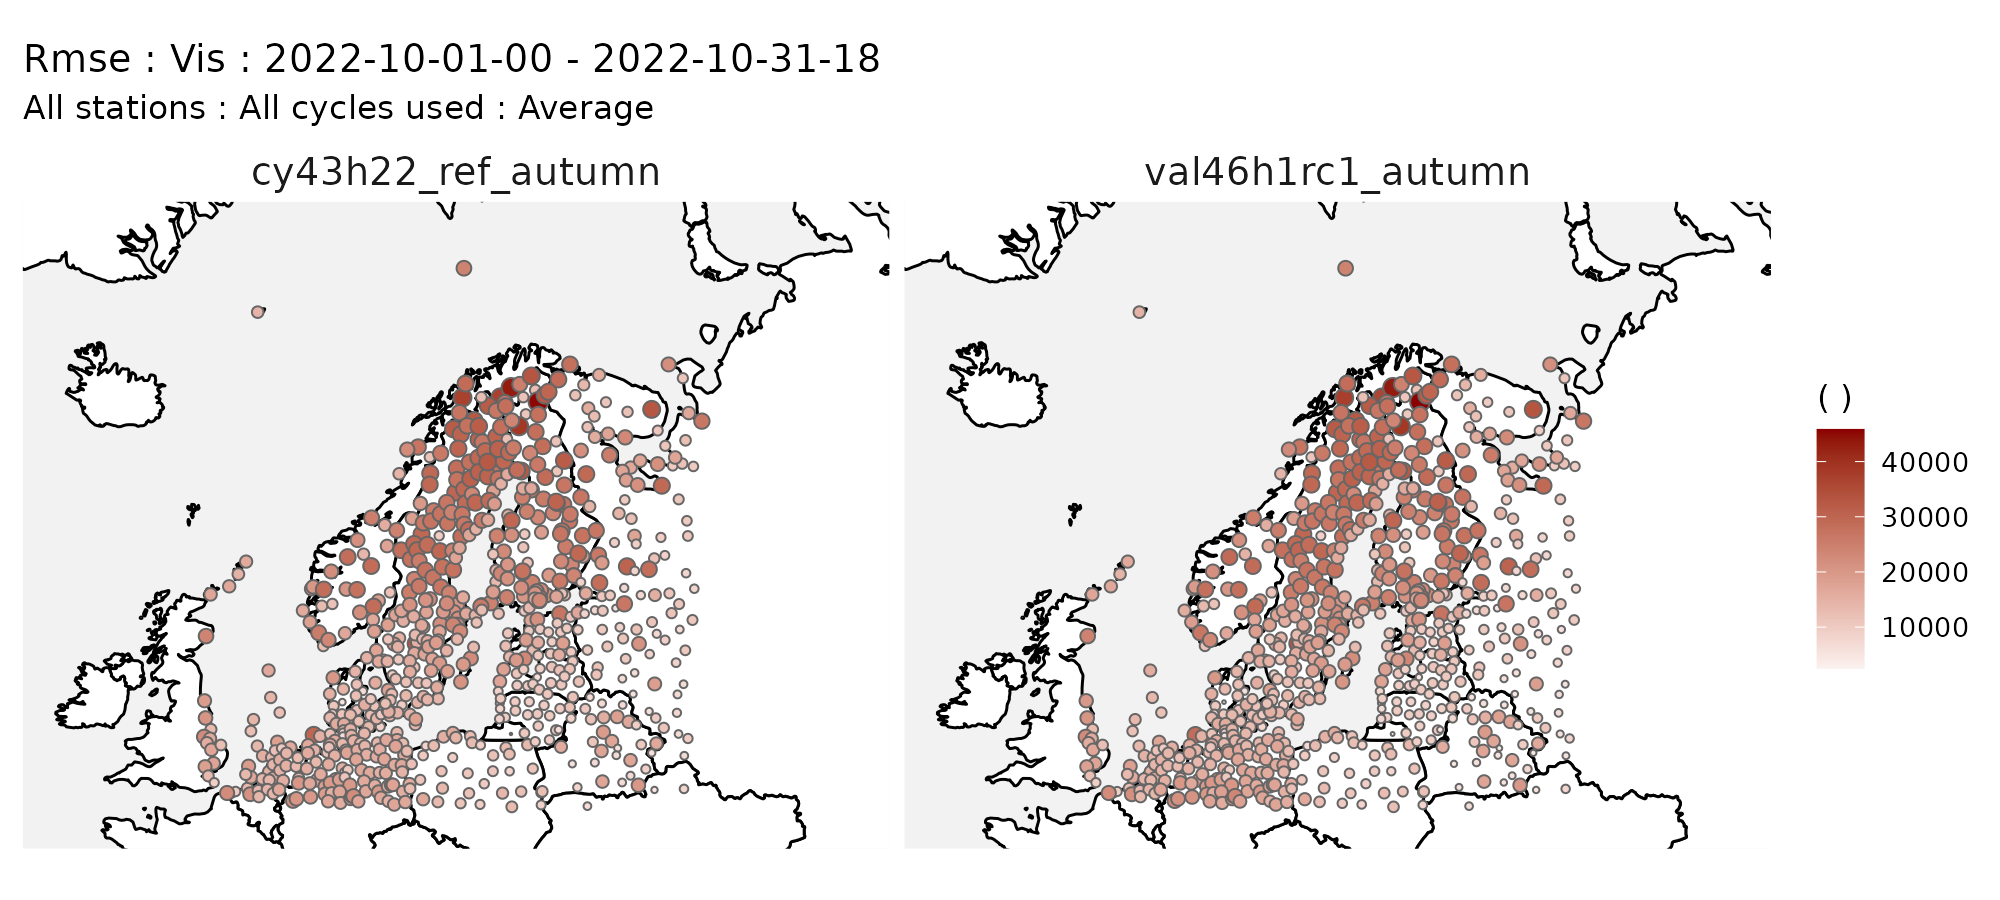 Rmse : Vis : 2022-10-01-00 - 2022-10-31-18
All stations : All cycles used : Average
cy43h22_ref_autumn
val46h1rc1_autumn
( )
40000
30000
20000
10000